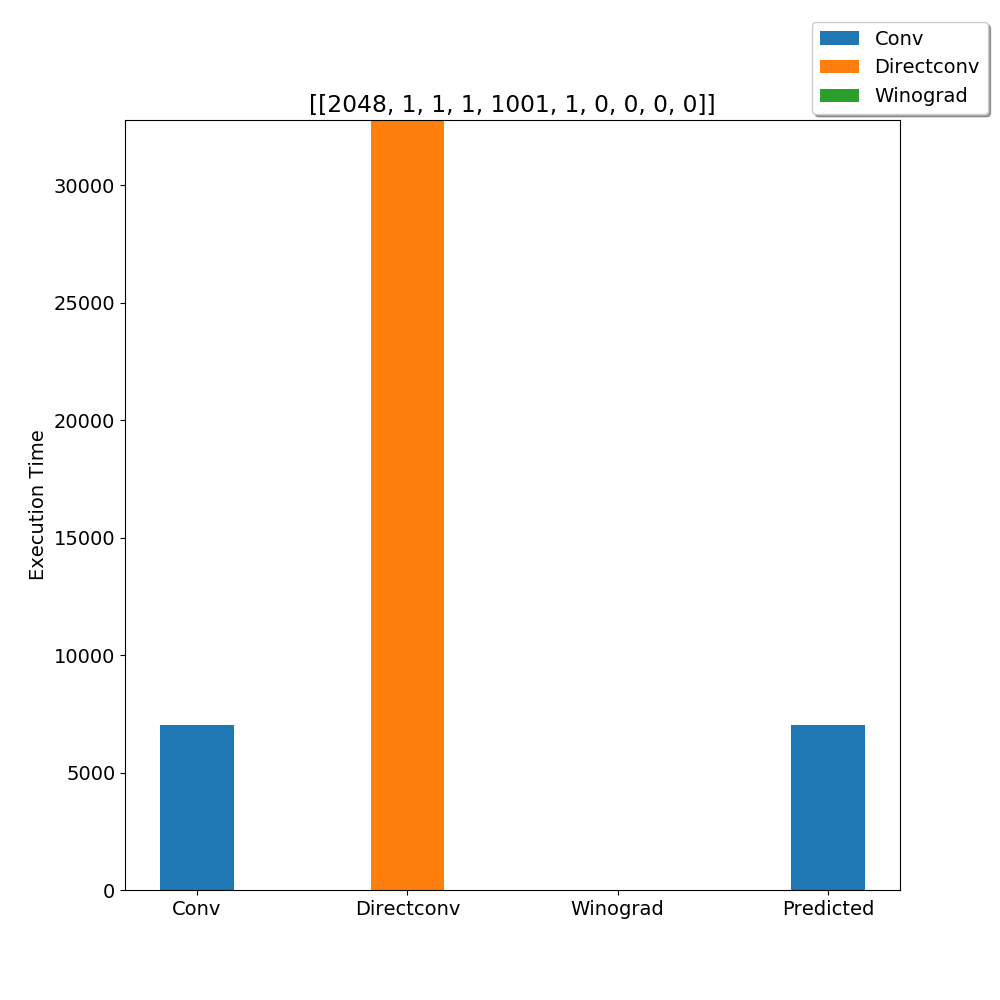 Conv
Directconv
Winograd
[[2048, 1, 1, 1, 1001, 1, 0, 0, 0, 0]]
30000
25000
20000
15000
10000
5000
0
Execution Time
Conv Directconv Winograd Predicted